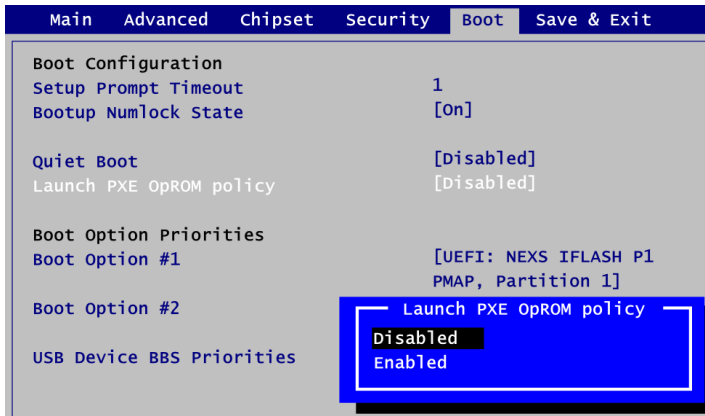 Main Advanced Chipset Security Boot Save & Exit
Boot Configuration
Setup Prompt Timeout 1
Bootup Numlock State [On]
Quiet Boot [Disabled]
Launch PXE OpROM policy [Disabled]
Boot Option Priorities
Boot Option #1 [UEFI: NEXS IFLASH P1
PMAP, Partition 1]
Boot Option #2
Launch PXE OpROM policy
Disabled
Enabled
USB Device BBS Priorities